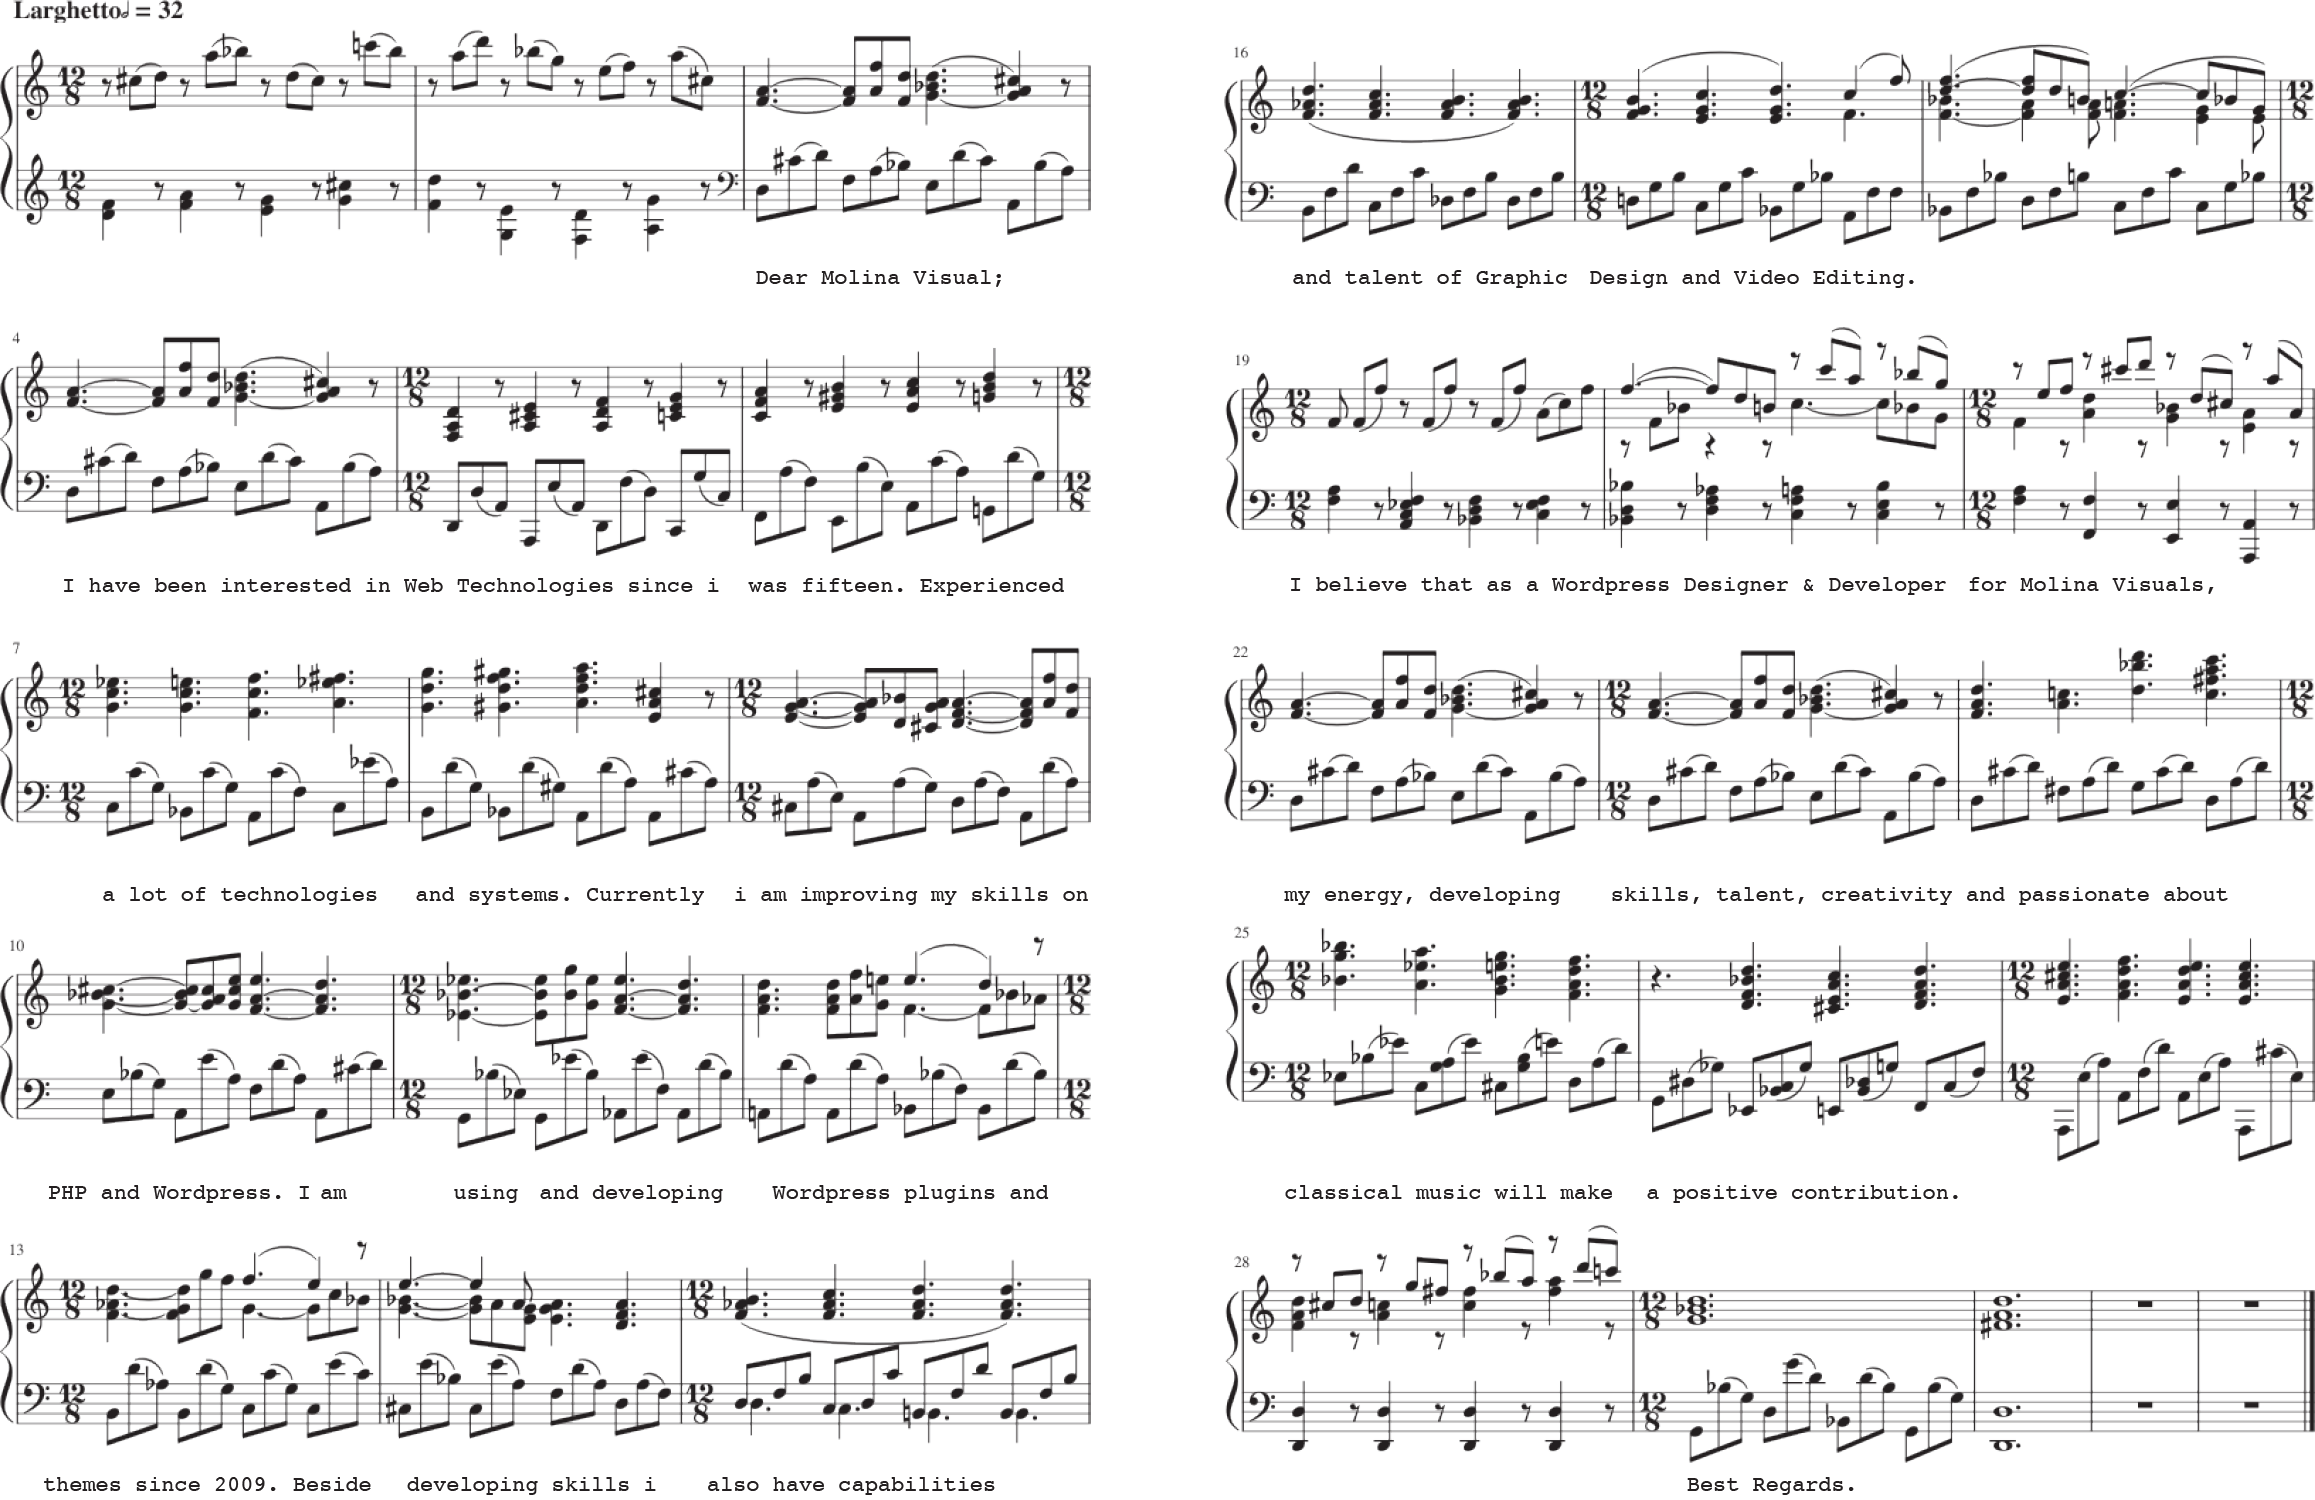 Larghetto = 32
Dear Molina Visual;
4
I have been interested in Web Technologies since i was fifteen. Experienced
7
a lot of technologies and systems. Currently i am improving my skills on
10
PHP and Wordpress. I am using and developing Wordpress plugins and
13
themes since 2009. Beside developing skills i also have capabilities
16
and talent of Graphic Design and Video Editing.
19
I believe that as a Wordpress Designer & Developer for Molina Visuals,
22
my energy, developing skills, talent, creativity and passionate about
25
classical music will make a positive contribution.
28
Best Regards.